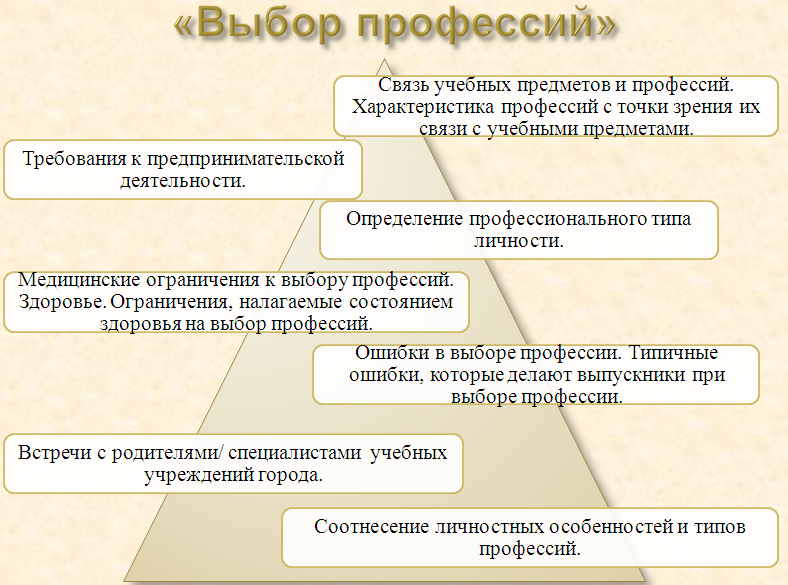 «Выбор профессий»
Связь учебных предметов и профессий.
Характеристика профессий с точки зрения их
связи с учебными предметами.
Требования к предпринимательской
деятельности.
Определение профессионального типа
личности.
Медицинские ограничения к выбору профессий.
Здоровье. Ограничения, налагаемые состоянием
здоровья на выбор профессий.
Ошибки в выборе профессии. Типичные
ошибки, которые делают выпускники при
выборе профессии.
Встречи с родителями/ специалистами учебных
учреждений города.
Соотнесение личностных особенностей и типов
профессий.